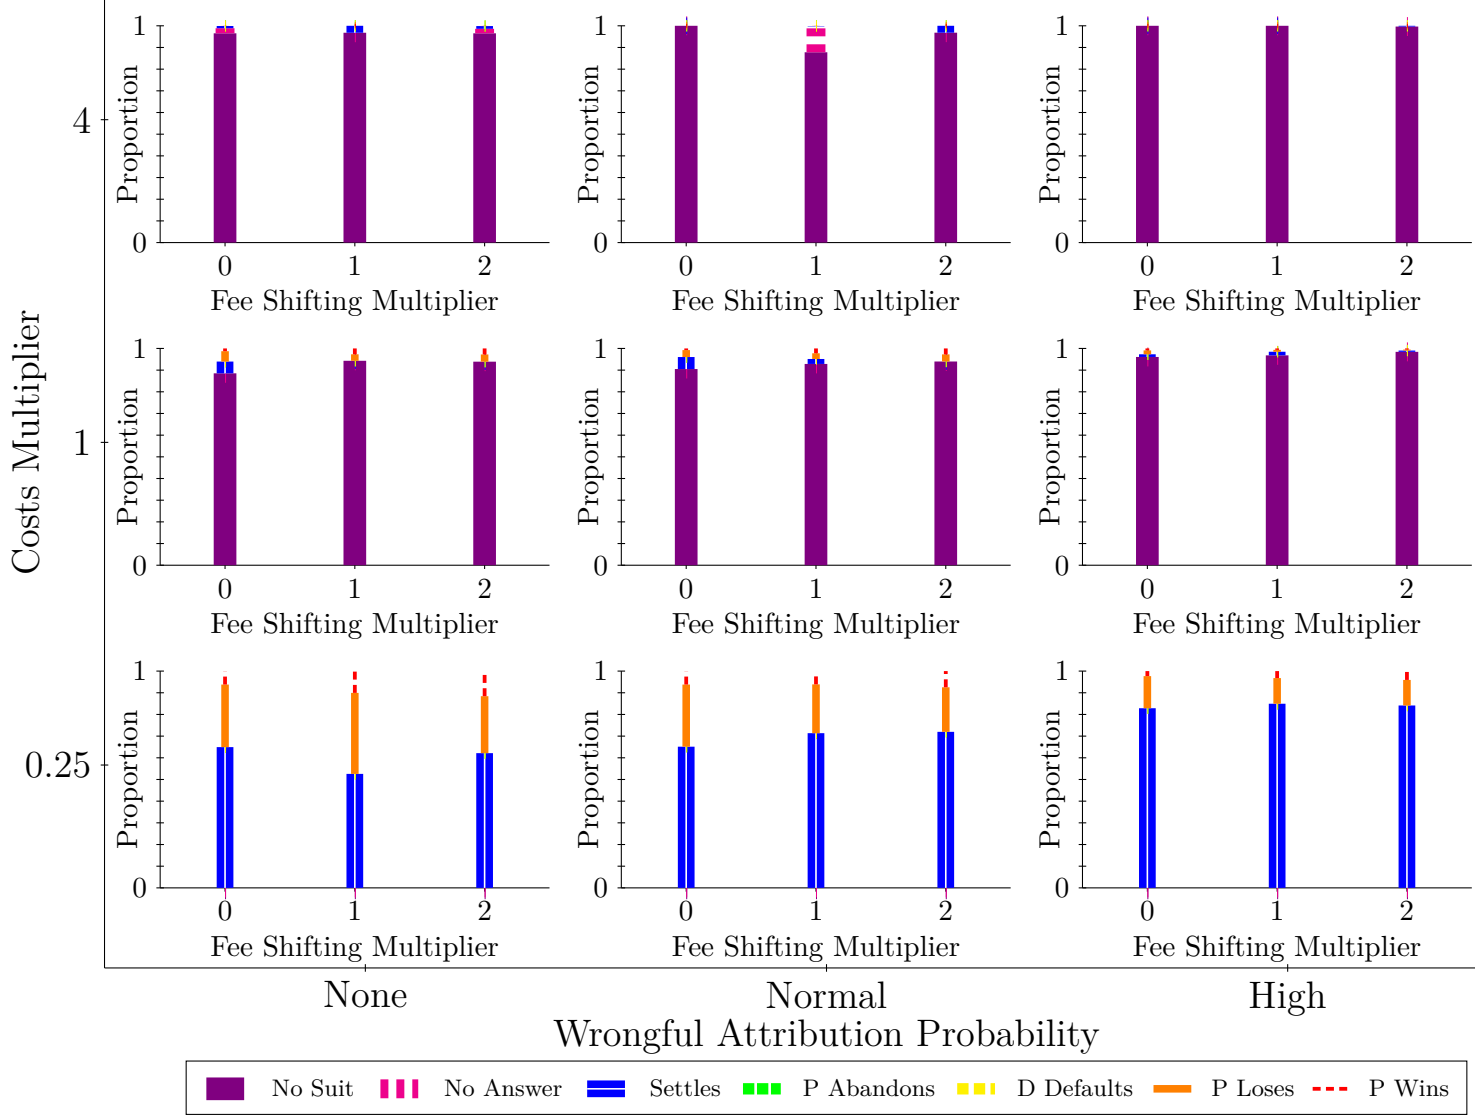 1 1 1
Proportion Proportion Proportion
4
0 0 0
0 1 2 0 1 2 0 1 2
Fee Shifting Multiplier Fee Shifting Multiplier Fee Shifting Multiplier
Costs Multiplier
1 1 1
Proportion Proportion Proportion
1
0 0 0
0 1 2 0 1 2 0 1 2
Fee Shifting Multiplier Fee Shifting Multiplier Fee Shifting Multiplier
1 1 1
Proportion Proportion Proportion
0.25
0 0 0
0 1 2 0 1 2 0 1 2
Fee Shifting Multiplier Fee Shifting Multiplier Fee Shifting Multiplier
None Normal High
Wrongful Attribution Probability
No Suit No Answer Settles P Abandons D Defaults P Loses P Wins